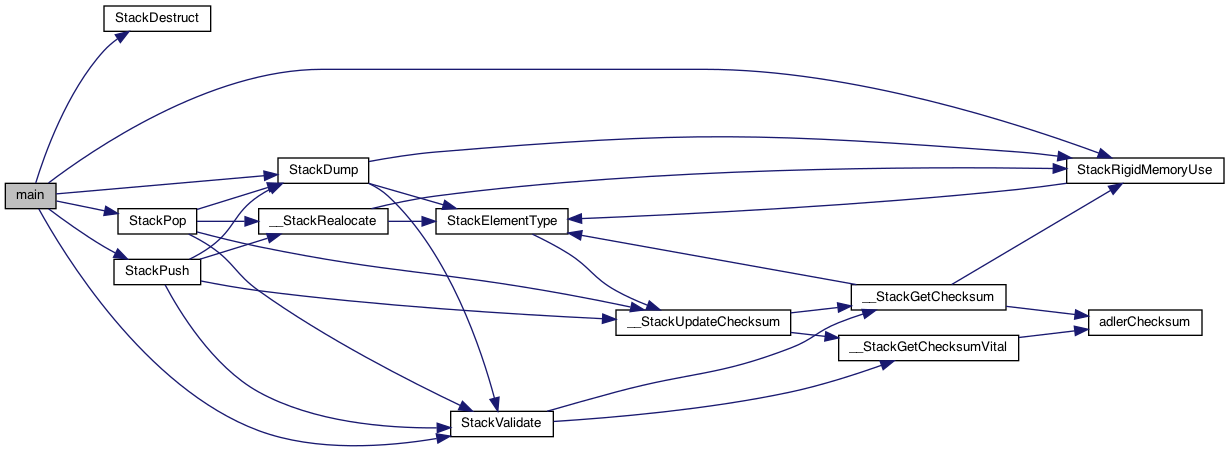 StackDestruct
main
StackDump
StackRigidMemoryUse
StackPop
__StackRealocate
StackElementType
StackPush
__StackGetChecksum
__StackUpdateChecksum
adlerChecksum
__StackGetChecksumVital
StackValidate